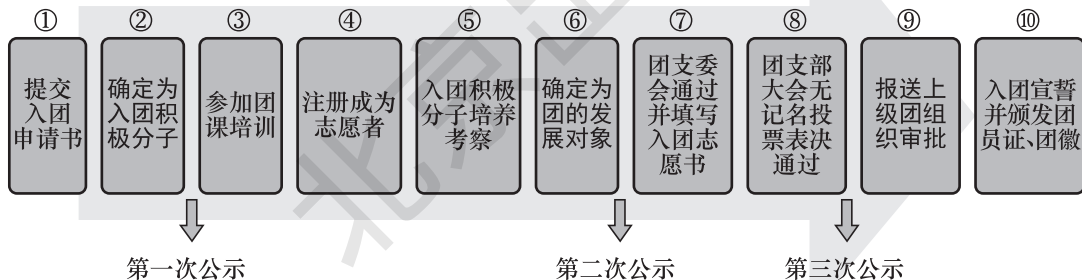 ①
提交
入团
申请书
②
确定为
入团积
极分子
③
参加团
课培训
④
注册成为
志愿者
⑤
入团积极
分子培养
考察
⑥
确定为
团的发
展对象
⑦
团支委
会通过
并填写
入团志
愿书
⑧
团支部
大会无
记名投
票表决
通过
⑨
报送上
级团组
织审批
⑩
入团宣誓
并颁发团
员证、团徽
第一次公示
第二次公示
第三次公示